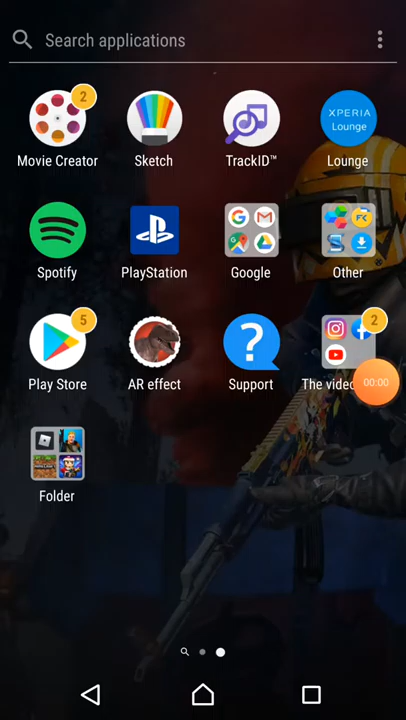 Search applications
2
XPERIA
Lounge
Movie Creator
Sketch
TrackID™
Lounge
Spotify
PlayStation
Google
Other
5
2
Play Store
AR effect
Support
The video
00:00
Folder